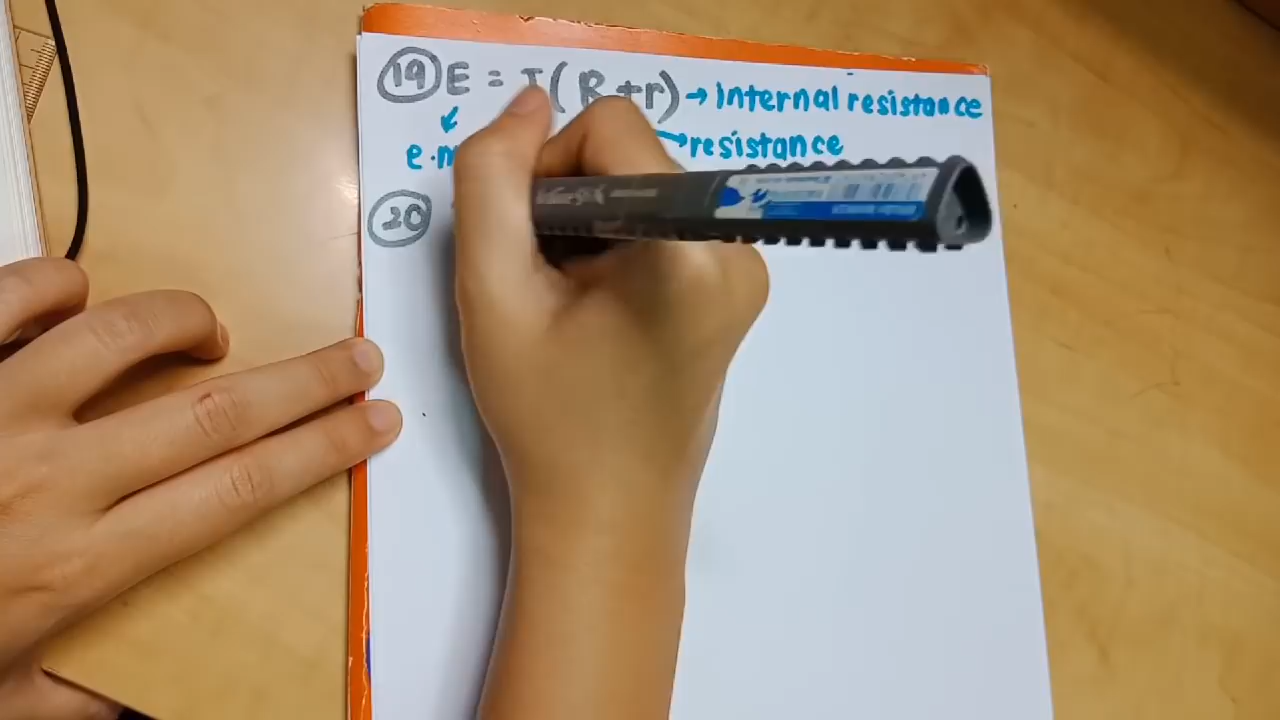 19 E = I ( R + r ) → Internal resistance
e.m → resistance
20